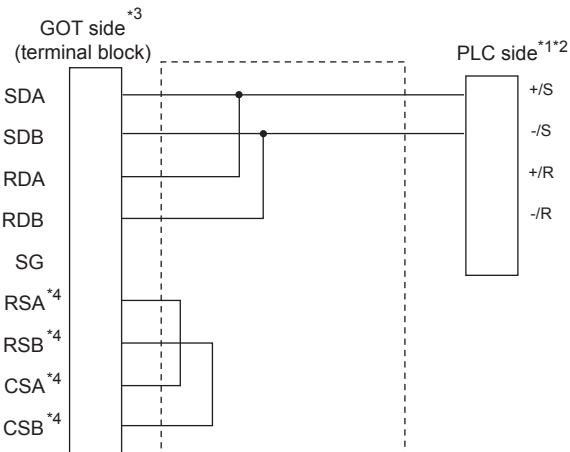 GOT side*3
(terminal block)
PLC side*1*2
SDA
+/S
SDB
-/S
RDA
+/R
RDB
-/R
SG
RSA*4
RSB*4
CSA*4
CSB*4